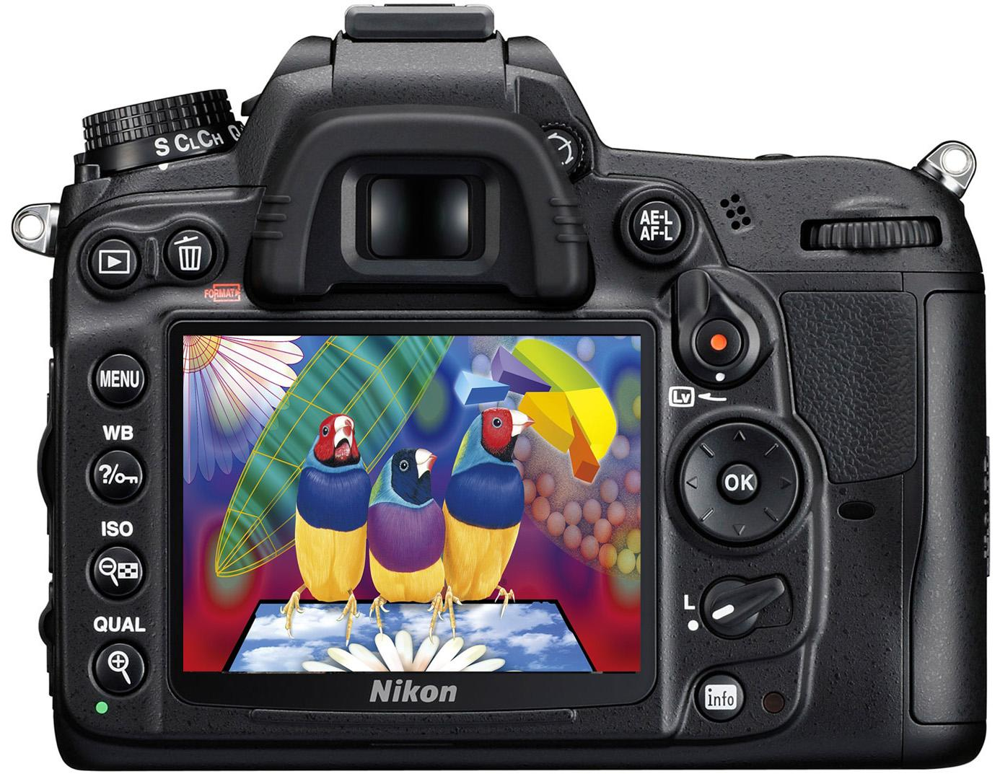 S CL CH Q
AE-L
AF-L
FORMAT
MENU
Lv
WB
?/
OK
ISO
L
QUAL
Nikon
info